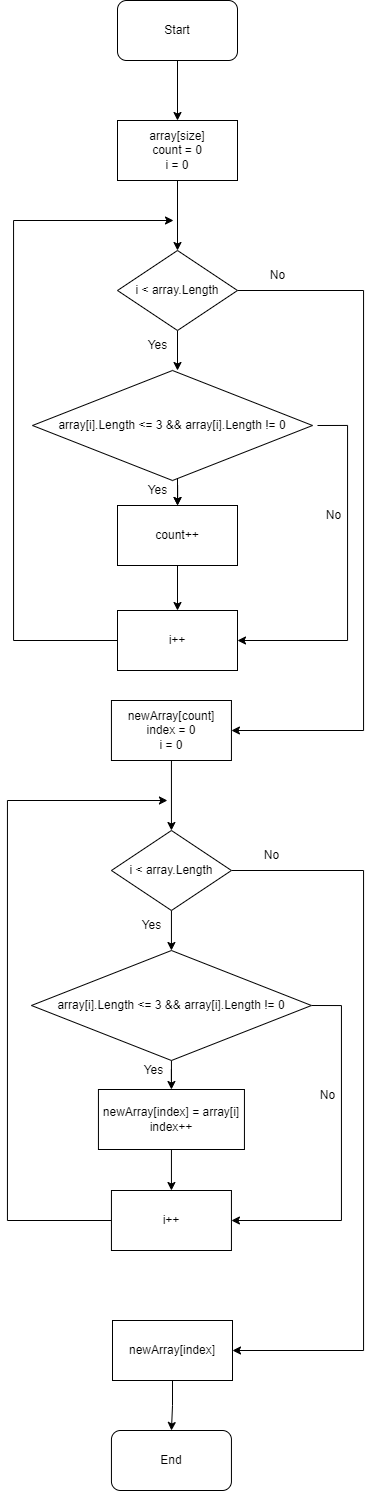 Start
array[size]
count = 0
i = 0
No
i < array.Length
Yes
array[i].Length <= 3 && array[i].Length != 0
Yes
No
count++
i++
newArray[count]
index = 0
i = 0
No
i < array.Length
Yes
array[i].Length <= 3 && array[i].Length != 0
Yes
No
newArray[index] = array[i]
index++
i++
newArray[index]
End